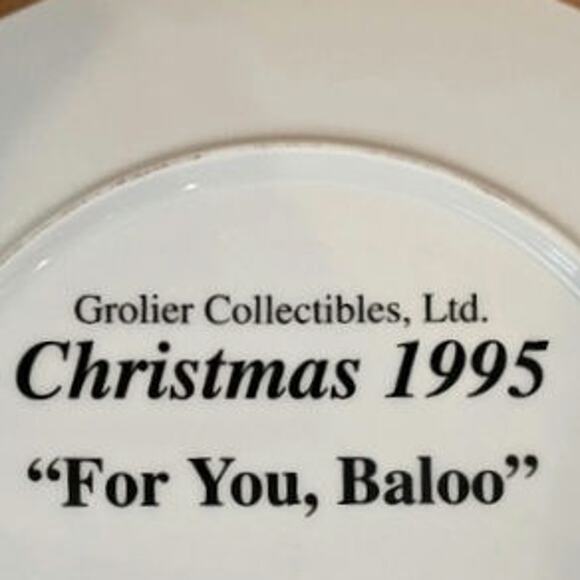 Grolier Collectibles, Ltd.
Christmas 1995
“For You, Baloo”